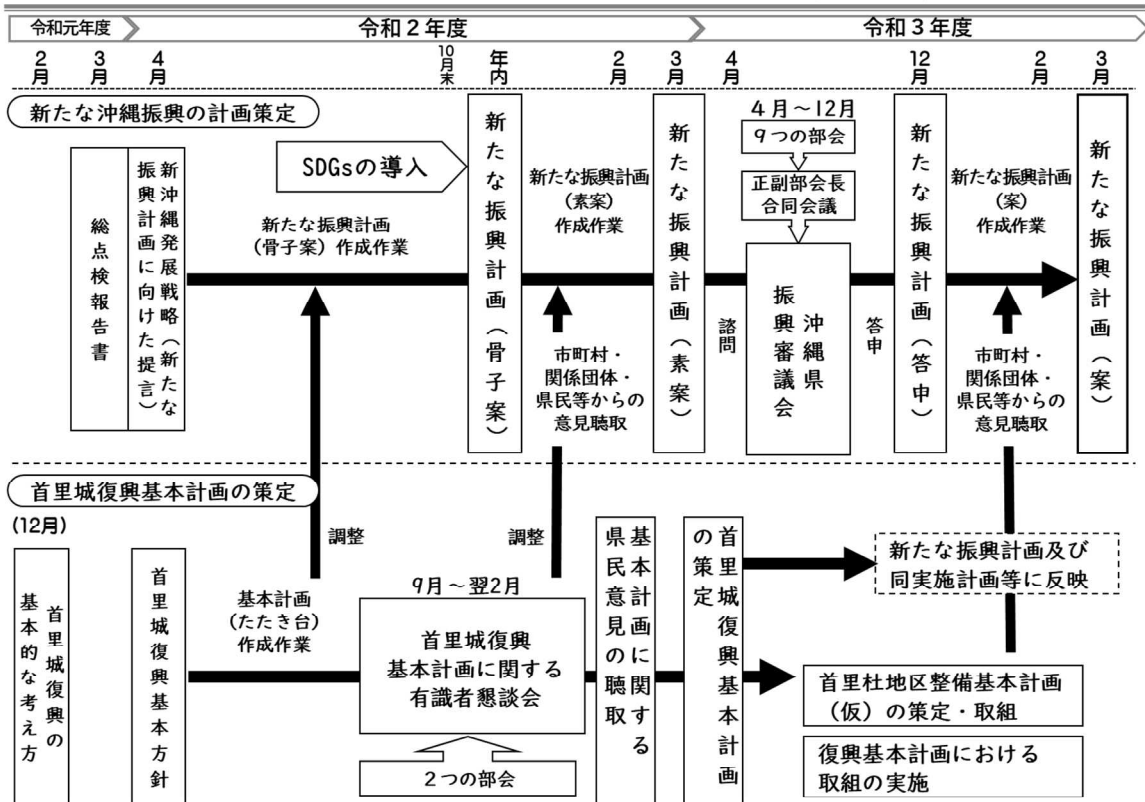 令和元年度
令和2年度
令和3年度
2月
3月
4月
10月末
年内
2月
3月
4月
12月
2月
3月
新たな沖縄振興の計画策定
総点検報告書
新沖縄発展戦略（新たな
振興計画に向けた提言）
SDGsの導入
新たな振興計画
（骨子案）作成作業
新たな振興計画（骨子案）
新たな振興計画
（素案）
作成作業
市町村・
関係団体・
県民等からの
意見聴取
新たな振興計画（素案）
諮問
4月～12月
9つの部会
正副部会長
合同会議
沖縄県
振興審議会
答申
新たな振興計画（答申）
新たな振興計画
（案）
作成作業
市町村・
関係団体・
県民等からの
意見聴取
新たな振興計画（案）
首里城復興基本計画の策定
(12月)
首里城復興の
基本的な考え方
首里城復興基本方針
調整
基本計画
(たたき台)
作成作業
9月～翌2月
首里城復興
基本計画に関する
有識者懇談会
2つの部会
調整
基本計画に関する
県民意見の聴取
首里城復興基本計画
の策定
新たな振興計画及び
同実施計画等に反映
首里杜地区整備基本計画
（仮）の策定・取組
復興基本計画における
取組の実施